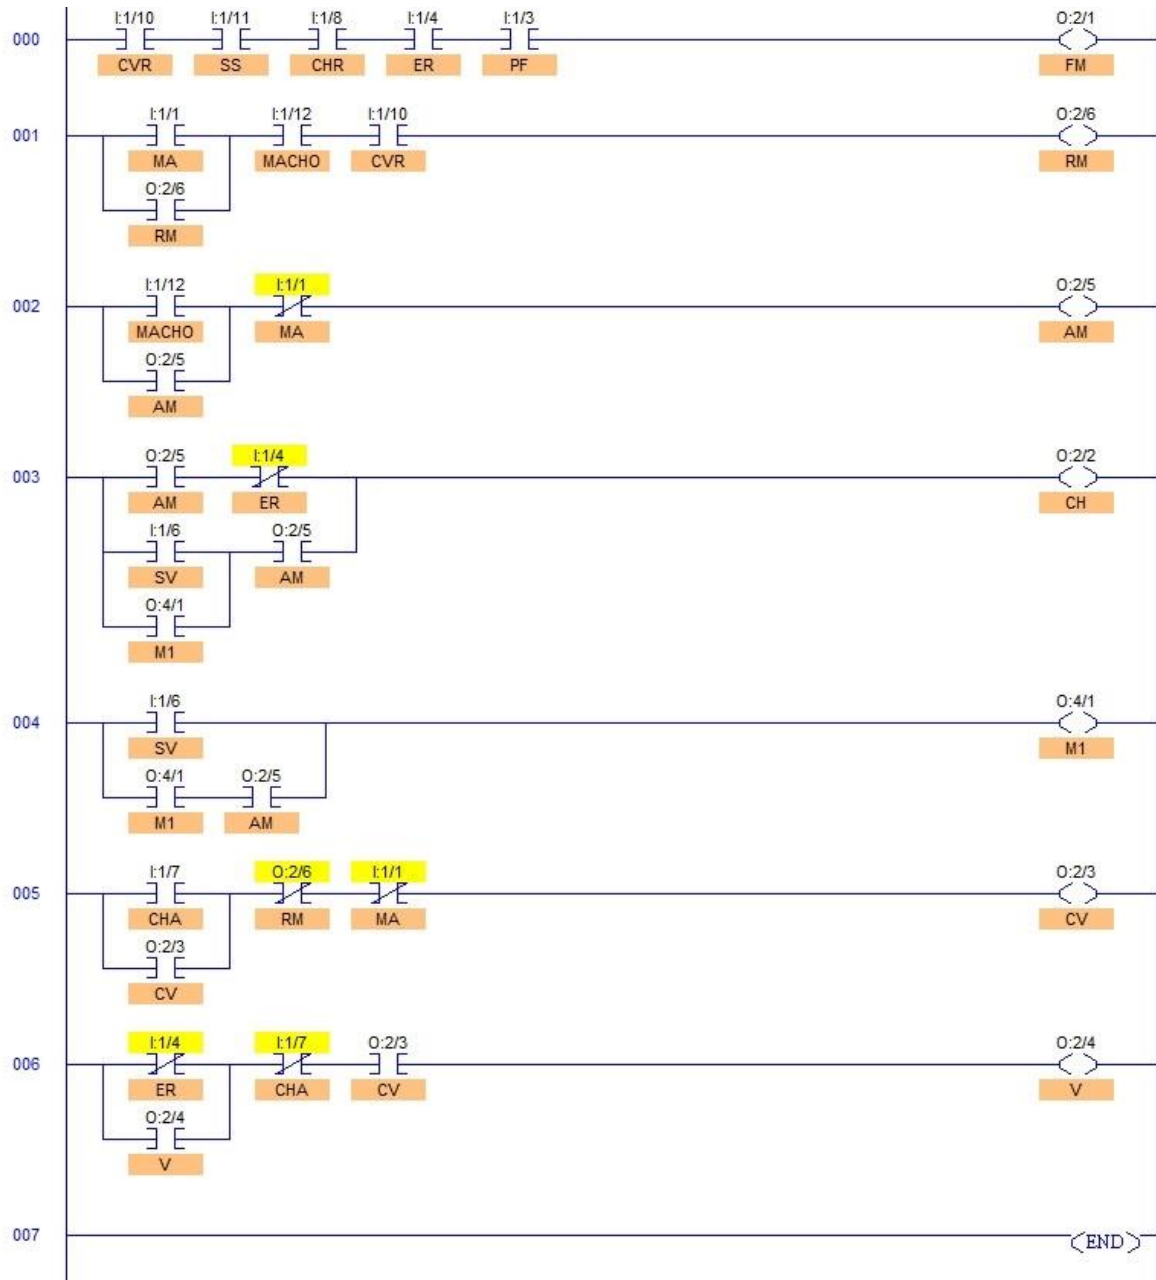 I:1/10 I:1/11 I:1/8 I:1/4 I:1/3 O:2/1
000
CVR SS CHR ER PF FM
I:1/1 I:1/12 I:1/10 O:2/6
001
MA MACHO CVR RM
O:2/6
RM
I:1/12 I:1/1 O:2/5
002
MACHO MA AM
O:2/5
AM
O:2/5 I:1/4 O:2/2
003
AM ER CH
I:1/6 O:2/5
SV AM
O:4/1
M1
I:1/6 O:4/1
004
SV M1
O:4/1 O:2/5
M1 AM
I:1/7 O:2/6 I:1/1 O:2/3
005
CHA RM MA CV
O:2/3
CV
I:1/4 I:1/7 O:2/3 O:2/4
006
ER CHA CV V
O:2/4
V
007
END